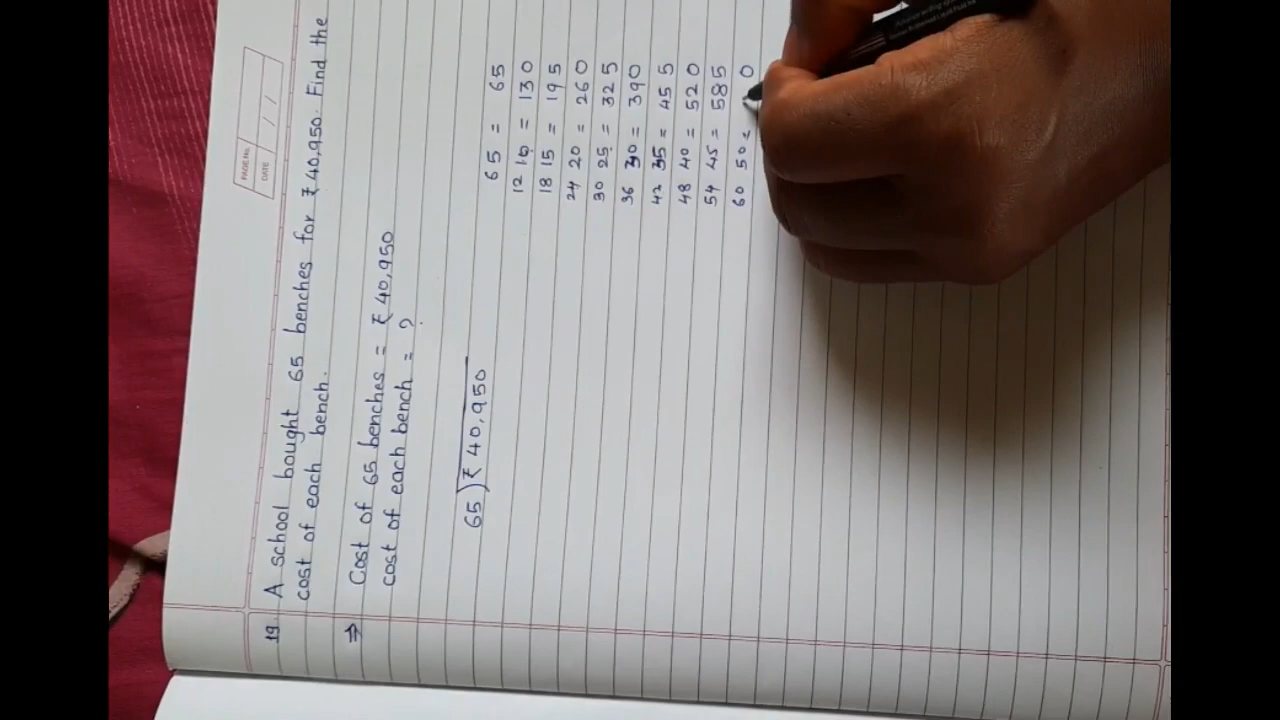 PAGE No.
DATE / /
19. A school bought 65 benches for ₹ 40,950. Find the
cost of each bench.
⇒ Cost of 65 benches = ₹ 40,950
cost of each bench = ?
65) ₹ 40,950
65 = 65
12 10 = 130
18 15 = 195
24 20 = 260
30 25 = 325
36 30 = 390
42 35 = 455
48 40 = 520
54 45 = 585
60 50 = 0